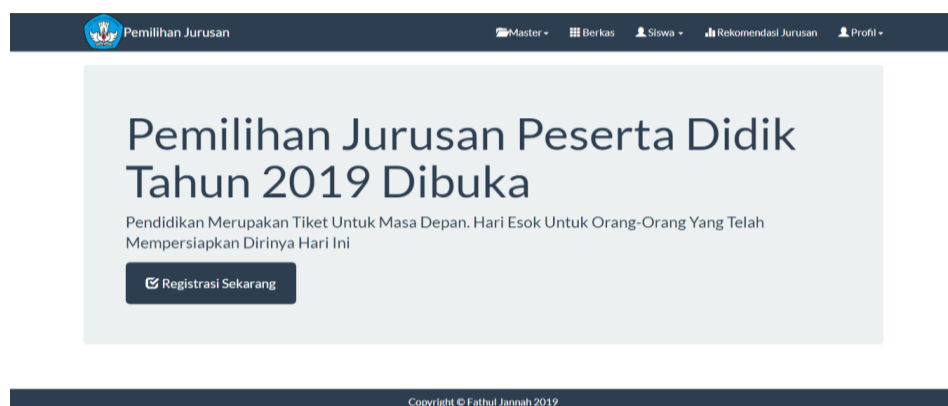 Pemilihan Jurusan
Master
Berkas
Siswa
Rekomendasi Jurusan
Profil
Pemilihan Jurusan Peserta Didik
Tahun 2019 Dibuka
Pendidikan Merupakan Tiket Untuk Masa Depan. Hari Esok Untuk Orang-Orang Yang Telah
Mempersiapkan Dirinya Hari Ini
Registrasi Sekarang
Copyright © Fathul Jannah 2019